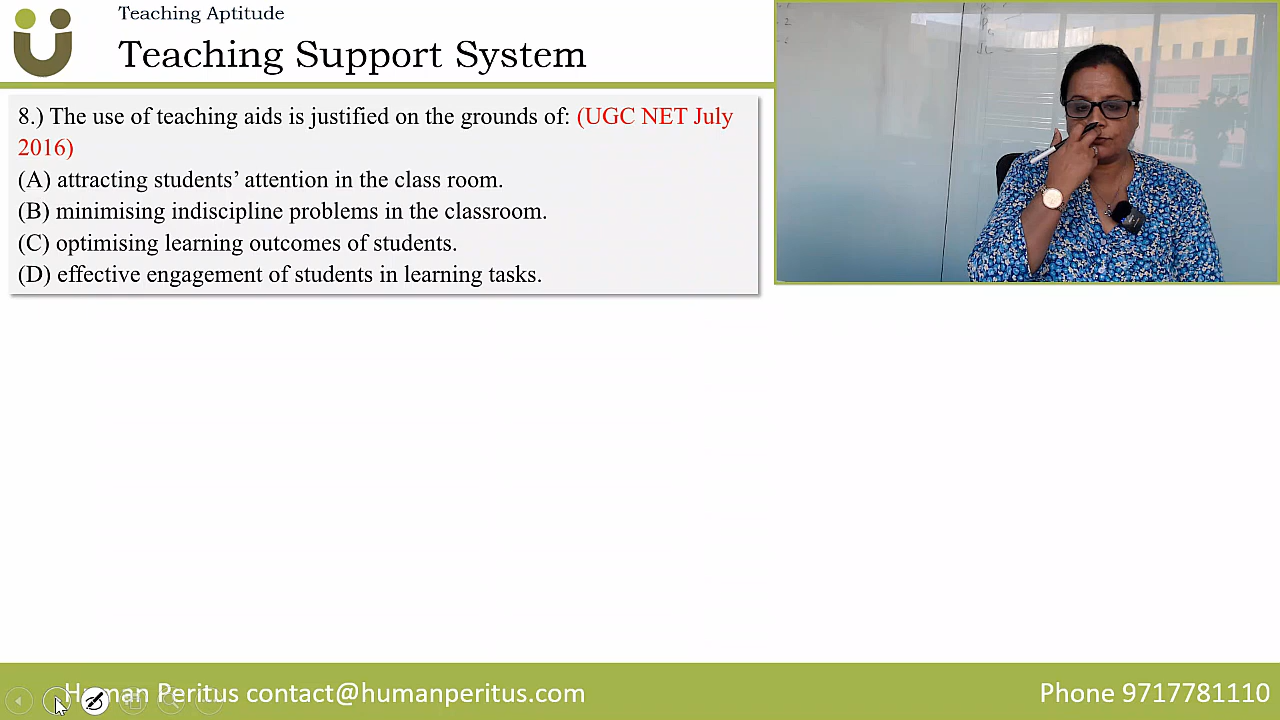 Teaching Aptitude
Teaching Support System
8.) The use of teaching aids is justified on the grounds of: (UGC NET July
2016)
(A) attracting students’ attention in the class room.
(B) minimising indiscipline problems in the classroom.
(C) optimising learning outcomes of students.
(D) effective engagement of students in learning tasks.
Human Peritus contact@humanperitus.com
Phone 9717781110